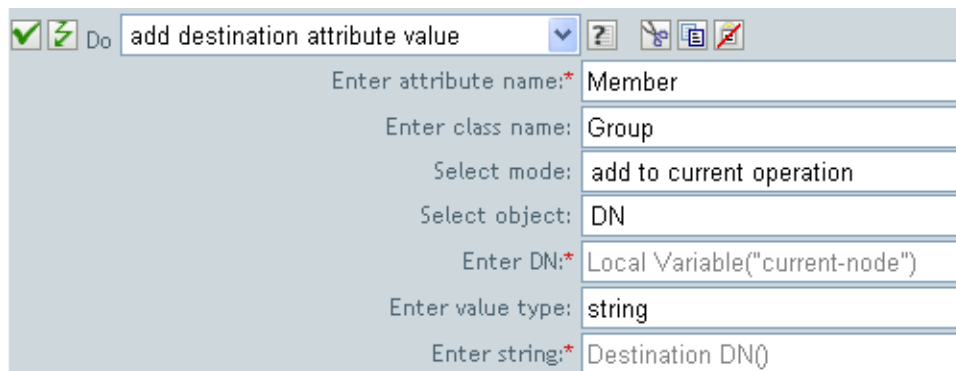 Do add destination attribute value
Enter attribute name:* Member
Enter class name: Group
Select mode: add to current operation
Select object: DN
Enter DN:* Local Variable("current-node")
Enter value type: string
Enter string:* Destination DN()